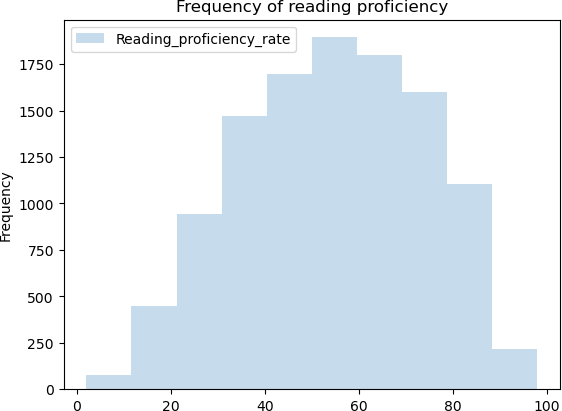 Frequency of reading proficiency
Reading_proficiency_rate
1750
1500
1250
1000
750
500
250
0
Frequency
0 20 40 60 80 100